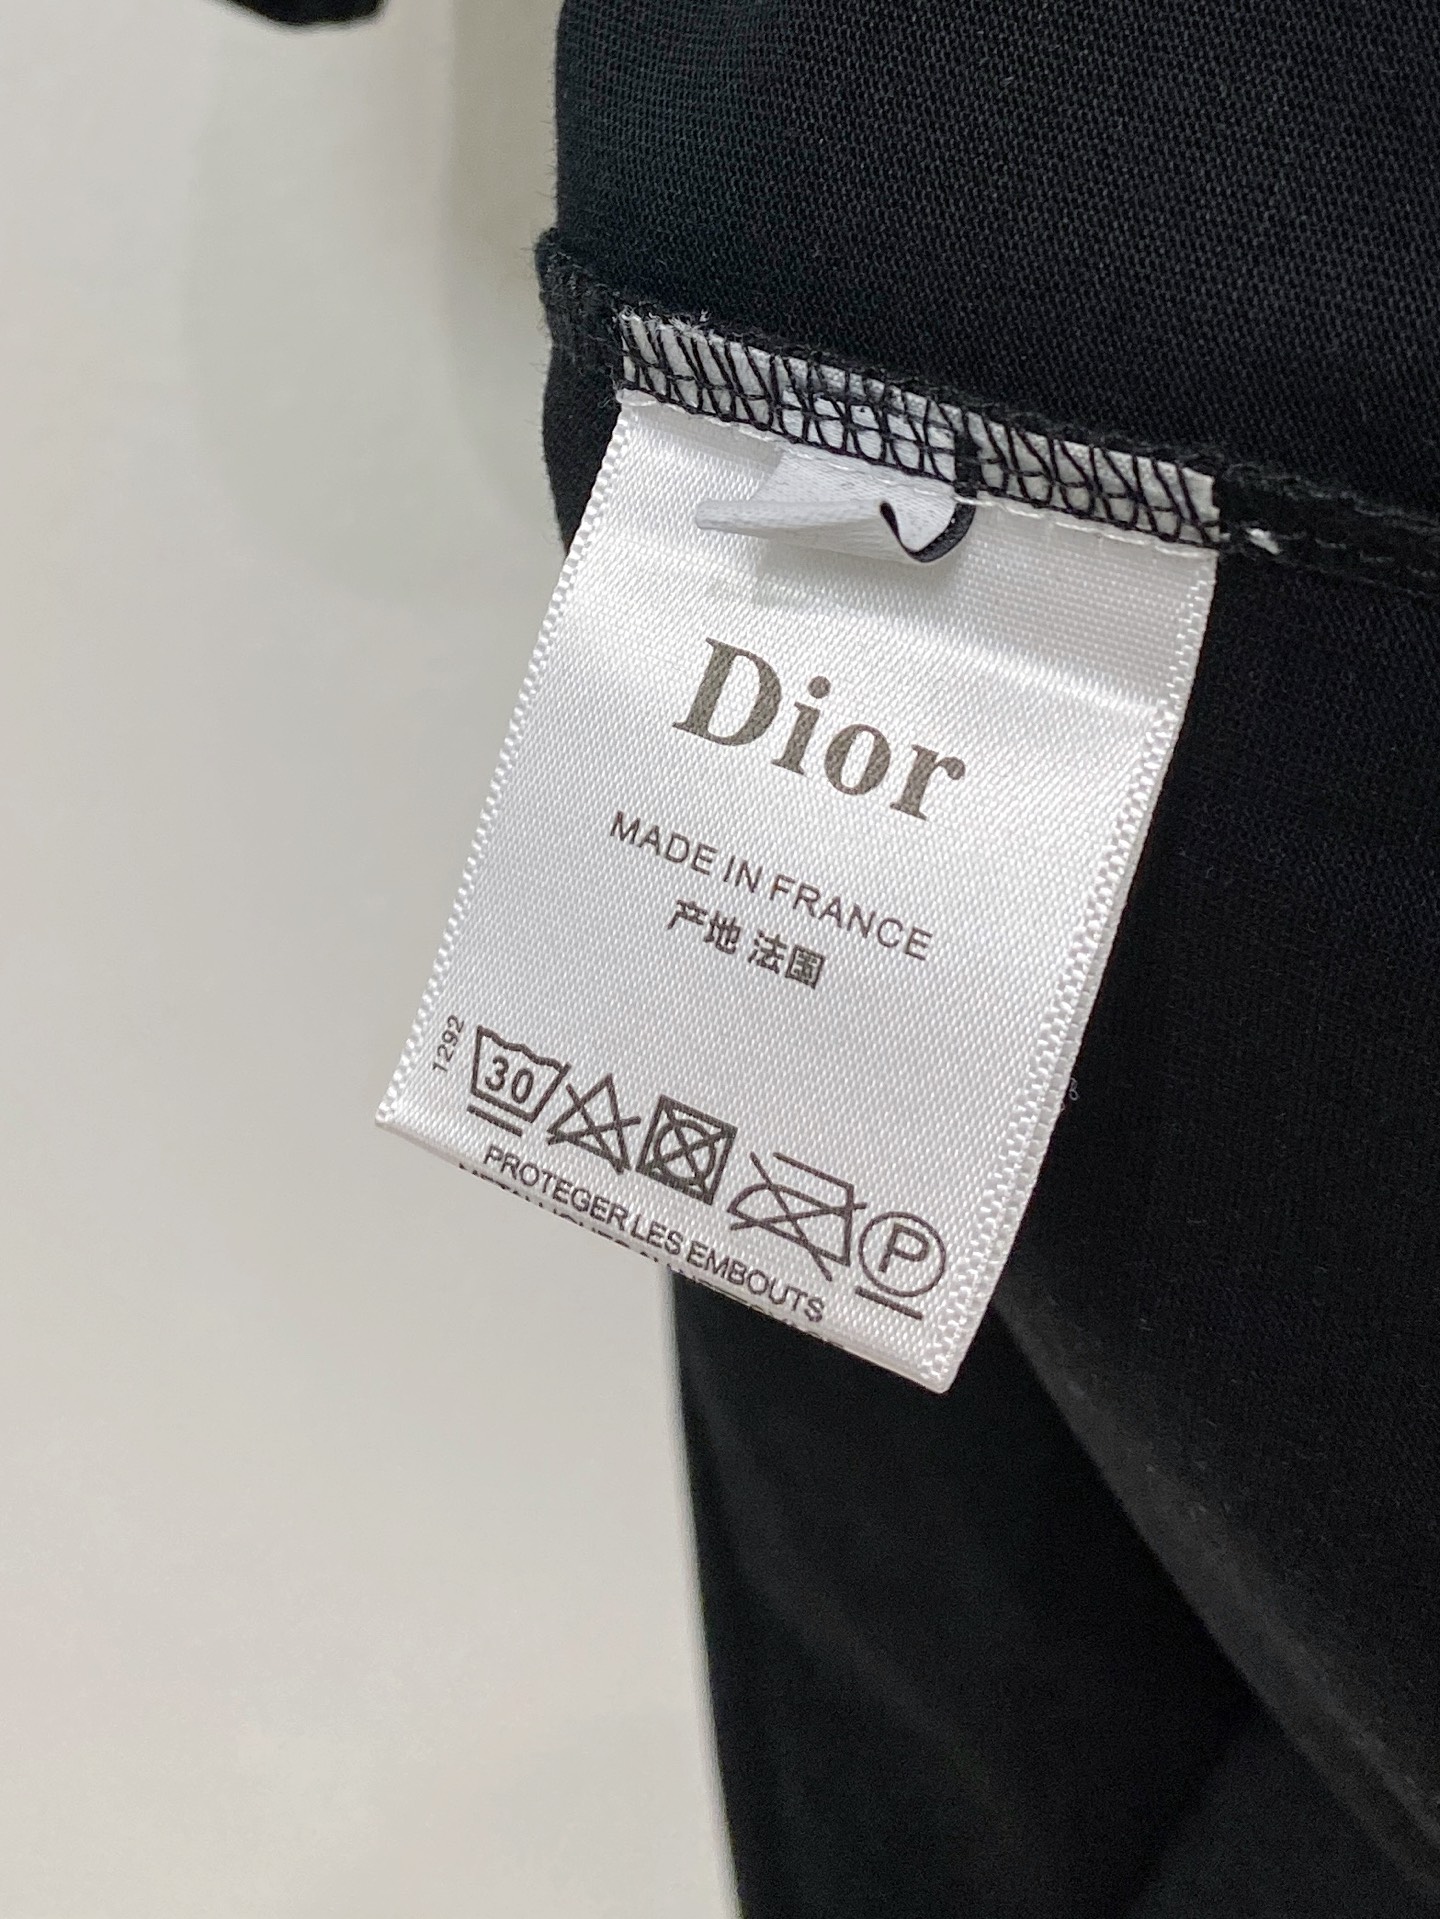 Dior
MADE IN FRANCE
产地 法国
1292
30
P
PROTEGER LES EMBOUTS